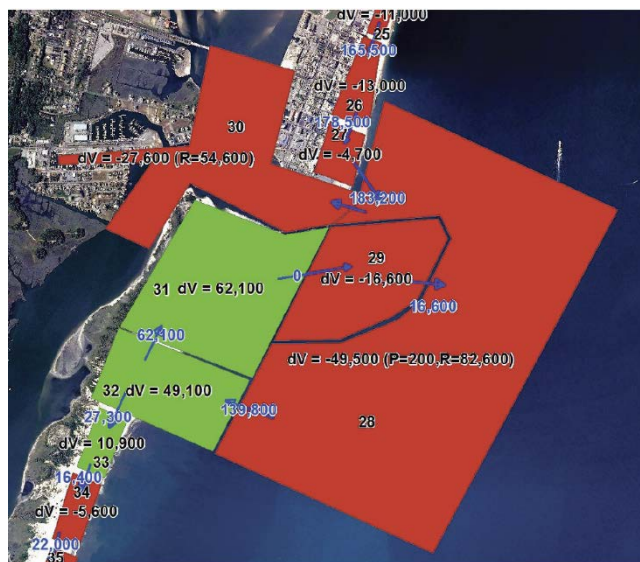 dV = -11,000
25
165,500
dV = -13,000
26
178,500
27
dV = -4,700
30
dV = -27,600 (R=54,600)
183,200
29
dV = -16,600
0
16,600
31 dV = 62,100
62,100
dV = -49,500 (P=200,R=82,600)
32 dV = 49,100
139,800
27,300
28
dV = 10,900
33
16,400
34
dV = -5,600
22,000
35